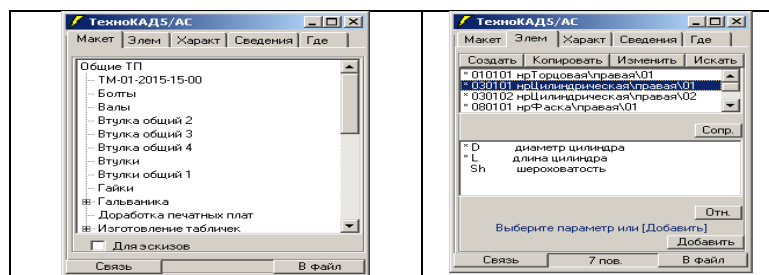 ТехноКАД5/АС
Макет Элем Характ Сведения Где
Общие ТП
ТМ-01-2015-15-00
Болты
Валы
Втулка общий 2
Втулка общий 3
Втулка общий 4
Втулки
Втулки общий 1
Гайки
Гальваника
Доработка печатных плат
Изготовление табличек
Для эскизов
Связь В файл
ТехноКАД5/АС
Макет Элем Характ Сведения Где
Создать Копировать Изменить Искать
* 010101 нрТорцовая\правая\01
* 030101 нрЦилиндрическая\правая\01
* 030102 нрЦилиндрическая\правая\02
* 080101 нрФаска\правая\01
Сопр.
* D диаметр цилиндра
* L длина цилиндра
Sh шероховатость
Отн.
Выберите параметр или [Добавить]
Добавить
Связь 7 пов. В файл